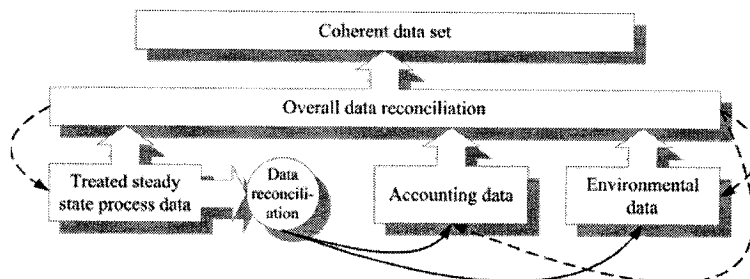 Coherent data set
Overall data reconciliation
Treated steady
state process data
Data
reconcili-
ation
Accounting data
Environmental
data